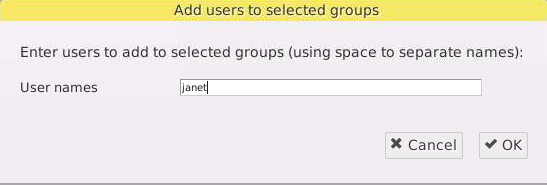 Add users to selected groups
Enter users to add to selected groups (using space to separate names):
User names janet
Cancel OK